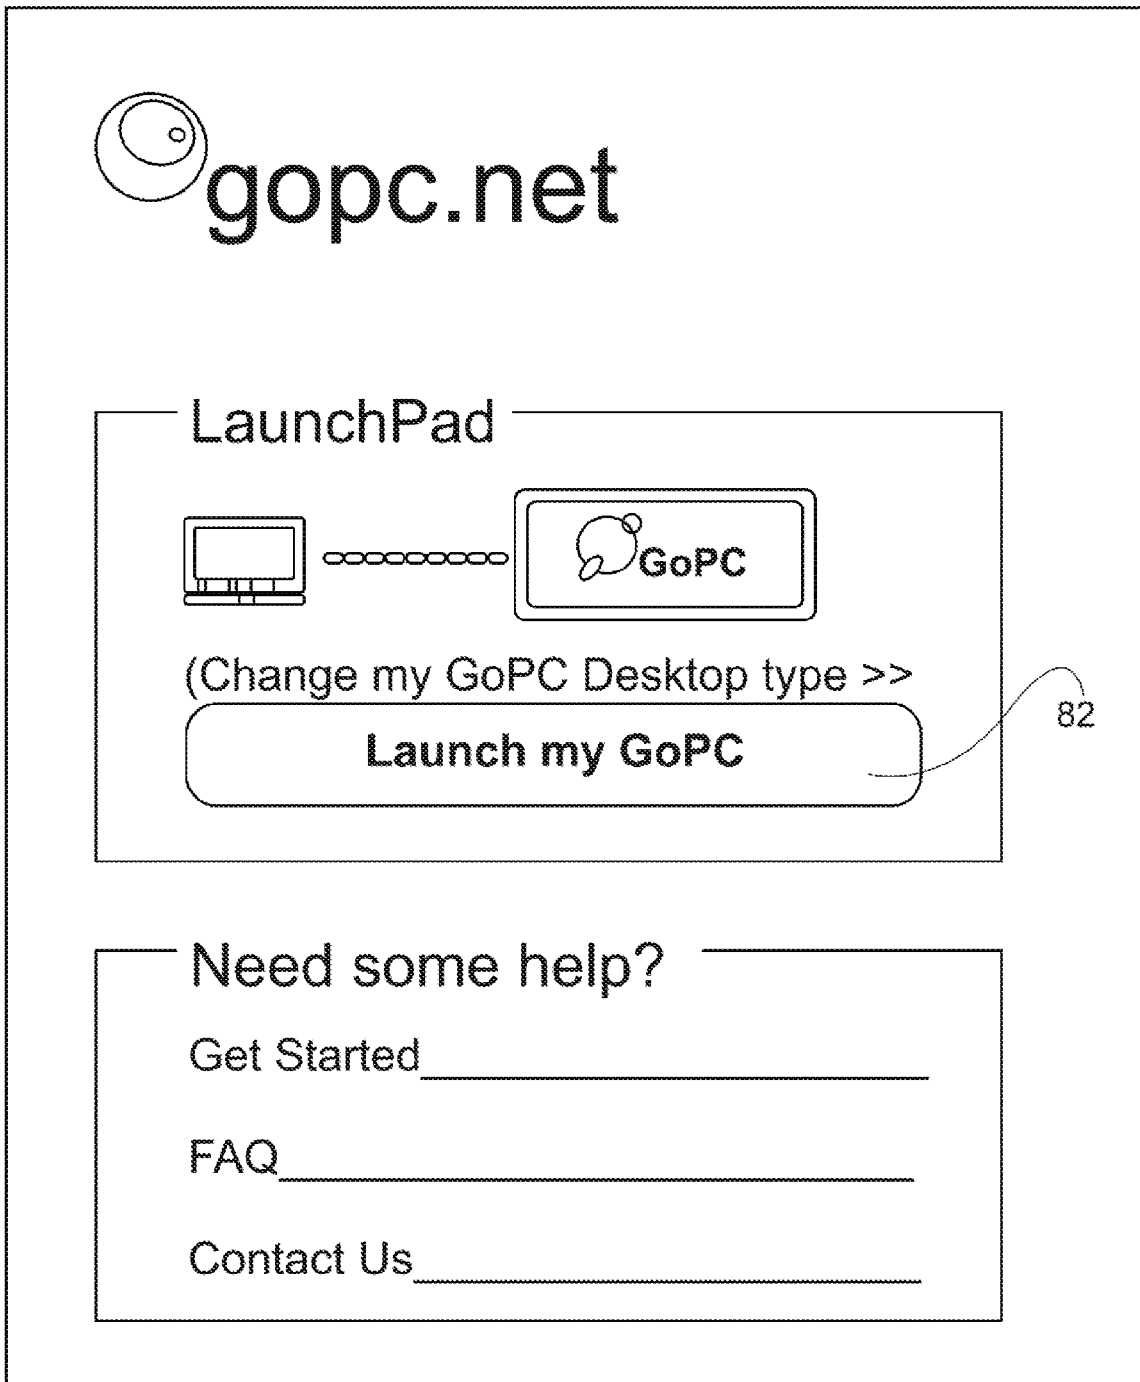 gopc.net
LaunchPad
GoPC
(Change my GoPC Desktop type >>
Launch my GoPC
82
Need some help?
Get Started
FAQ
Contact Us